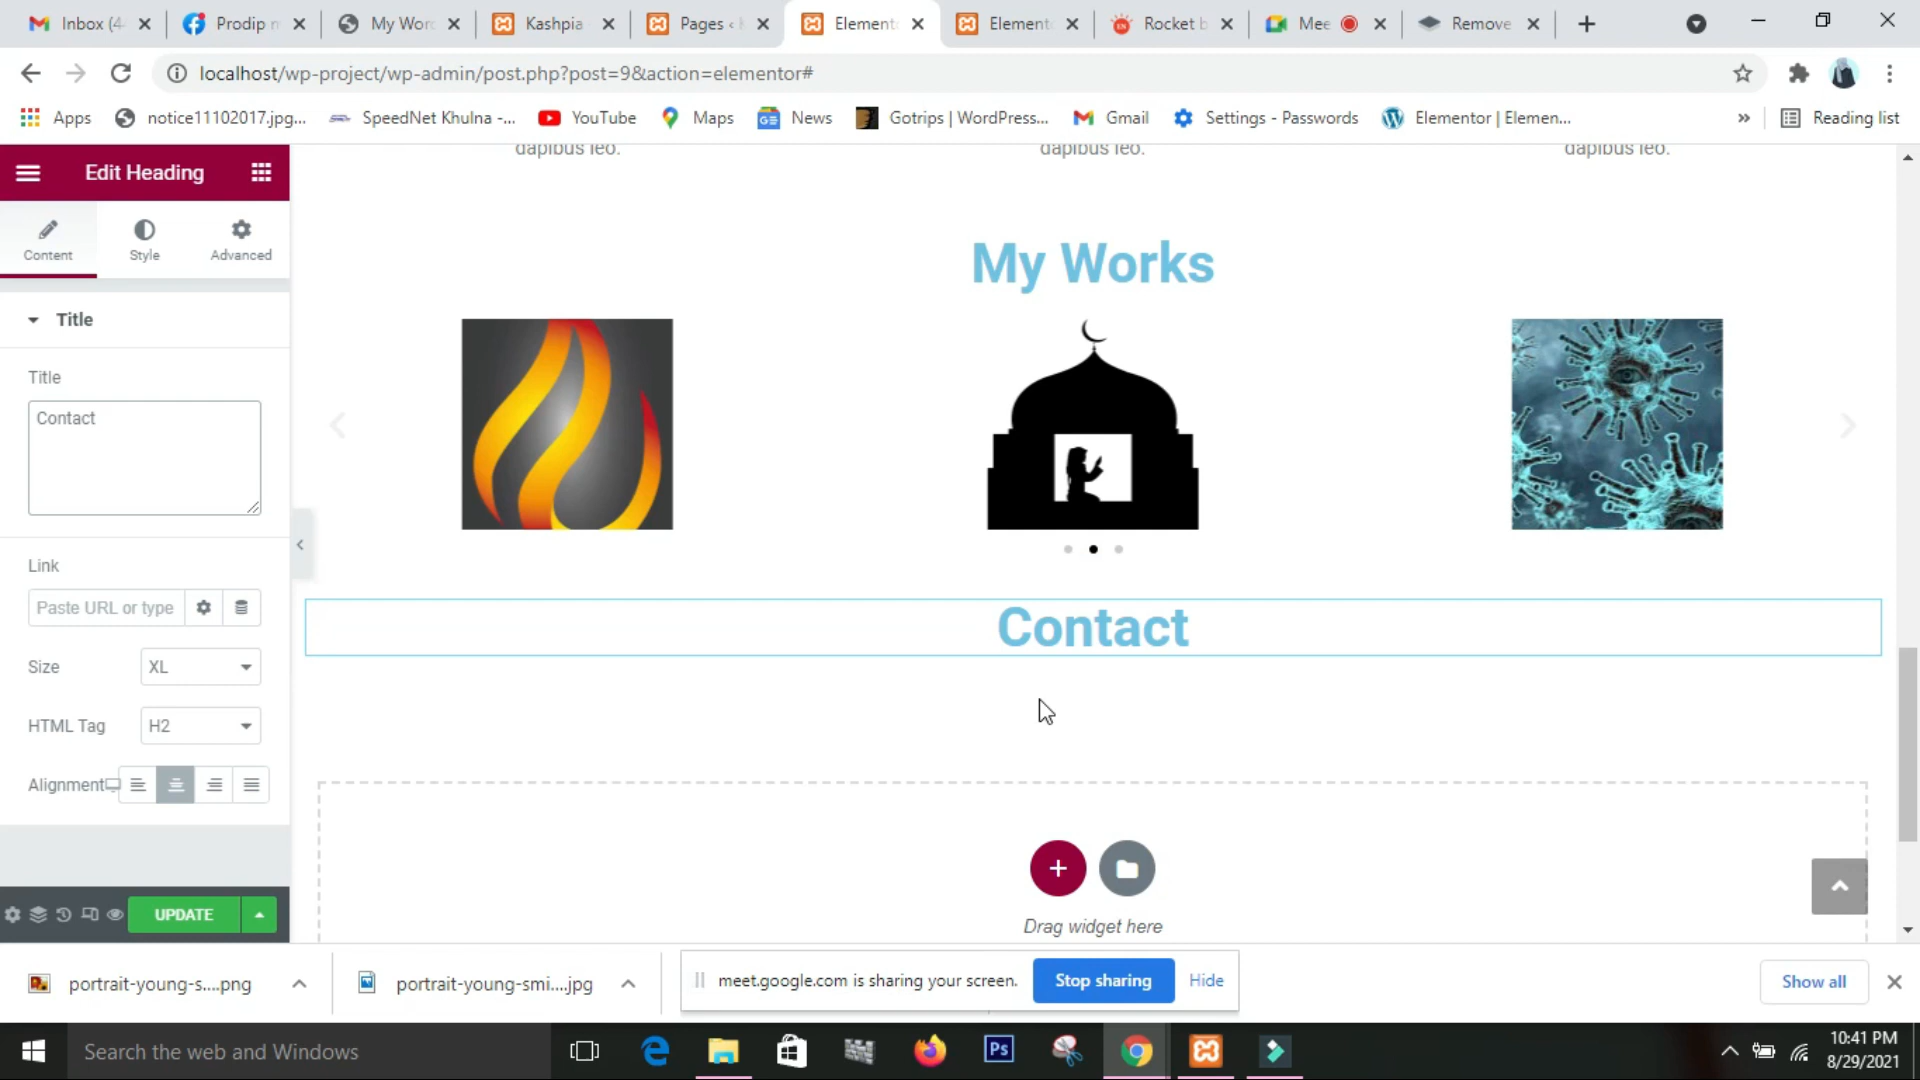 Inbox (4
Prodip m
My Word
Kashpia
Pages ‹
Element
Element
Rocket b
Mee
Remove
localhost/wp-project/wp-admin/post.php?post=9&action=elementor#
Apps
notice11102017.jpg...
SpeedNet Khulna -...
YouTube
Maps
News
Gotrips | WordPress...
Gmail
Settings - Passwords
Elementor | Elemen...
»
Reading list
Edit Heading
Content
Style
Advanced
Title
Title
Contact
Link
Paste URL or type
Size
XL
HTML Tag
H2
Alignment
UPDATE
dapibus leo.
dapibus leo.
dapibus leo.
My Works
Contact
Drag widget here
portrait-young-s....png
portrait-young-smi....jpg
meet.google.com is sharing your screen.
Stop sharing
Hide
Show all
Search the web and Windows
Ps
10:41 PM
8/29/2021